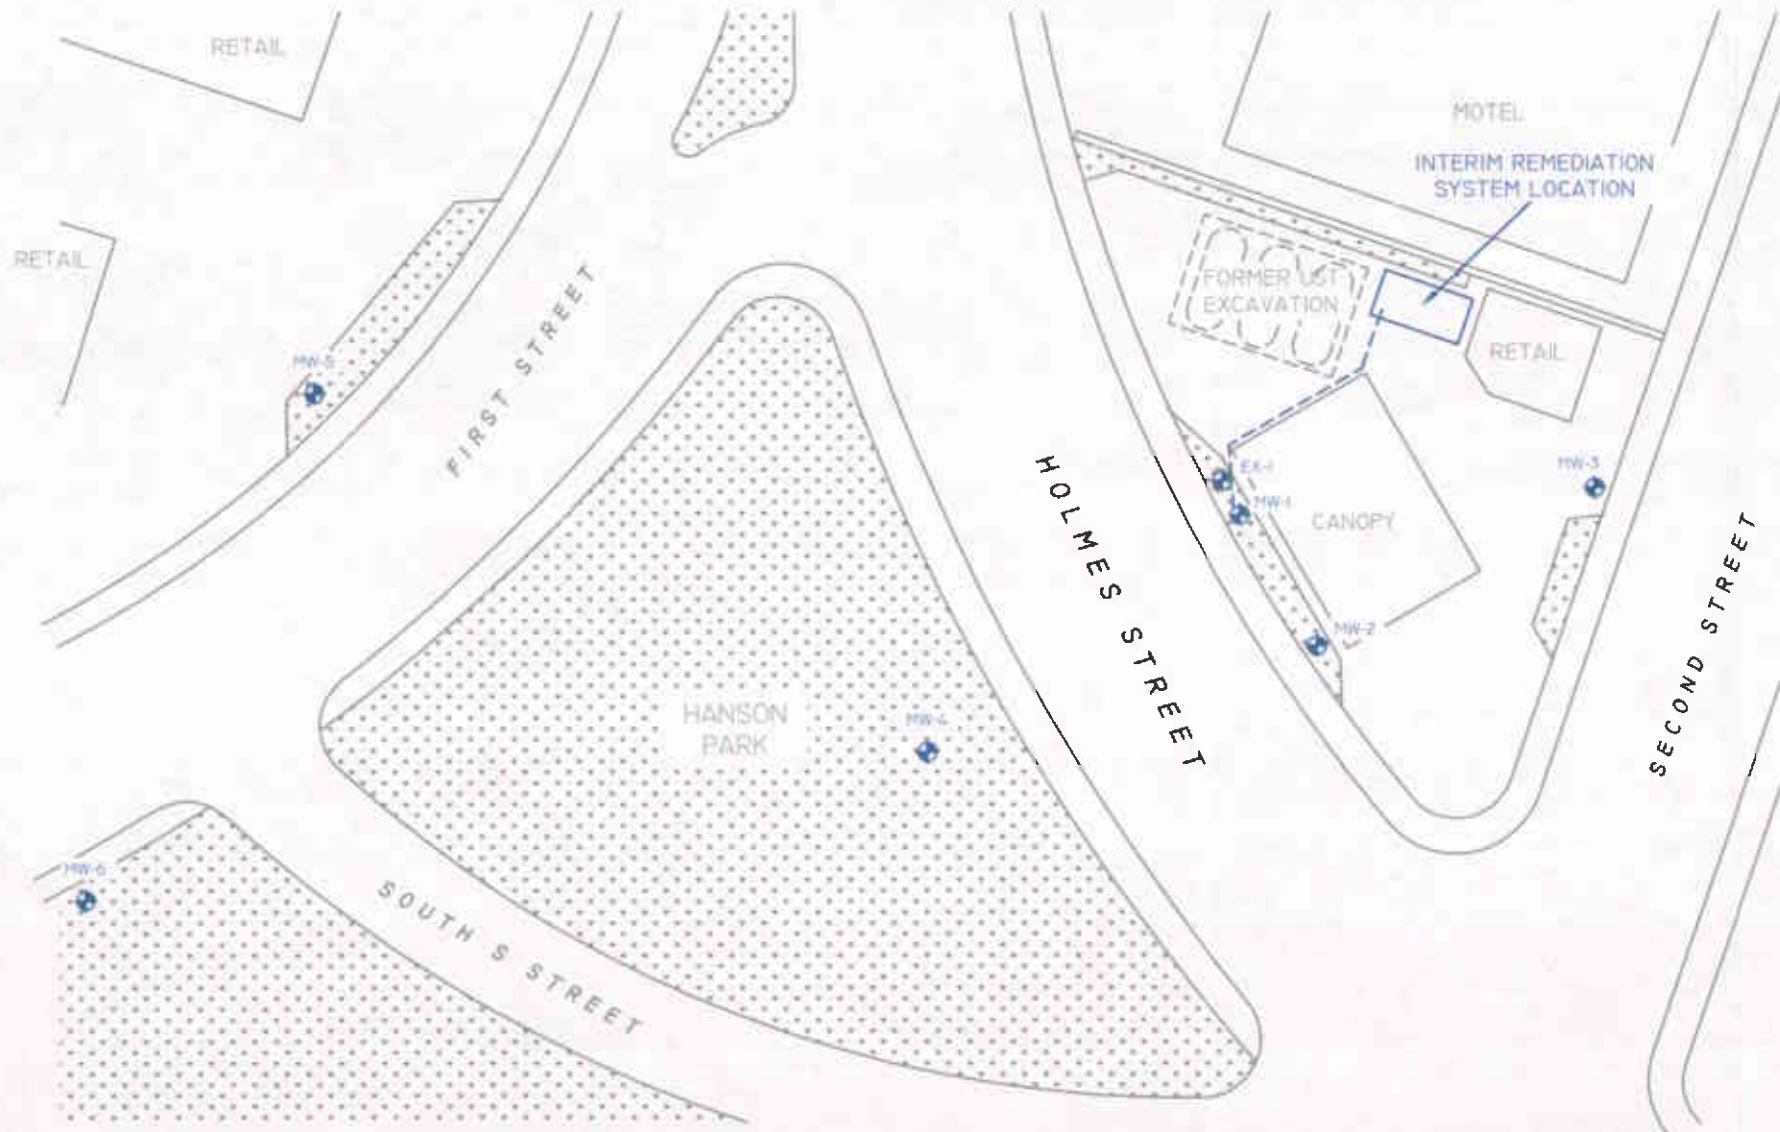 RETAIL
MOTEL
INTERIM REMEDIATION
SYSTEM LOCATION
RETAIL
FORMER UST
EXCAVATION
RETAIL
MW-5
FIRST STREET
EX-1
MW-1
MW-3
CANOPY
HOLMES STREET
MW-2
SECOND STREET
HANSON
PARK
MW-4
MW-6
SOUTH S STREET